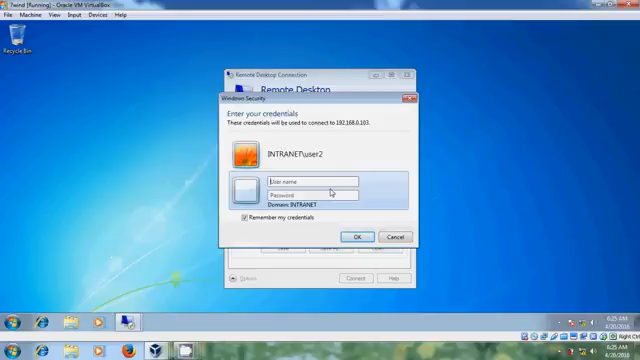 7wind [Running] - Oracle VM VirtualBox
File Machine View Input Devices Help
Recycle Bin
Remote Desktop Connection
Remote Desktop
Windows Security
Enter your credentials
These credentials will be used to connect to 192.168.0.103.
INTRANET\user2
User name
Password
Domain: INTRANET
Remember my credentials
OK Cancel
Options Connect Help
6:25 AM
4/20/2016
Right Ctrl
6:25 AM
4/20/2016